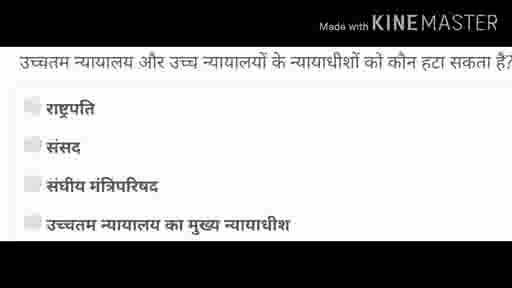 Made with KINEMASTER
उच्चतम न्यायालय और उच्च न्यायालयों के न्यायाधीशों को कौन हटा सकता है?
राष्ट्रपति
संसद
संघीय मंत्रिपरिषद
उच्चतम न्यायालय का मुख्य न्यायाधीश